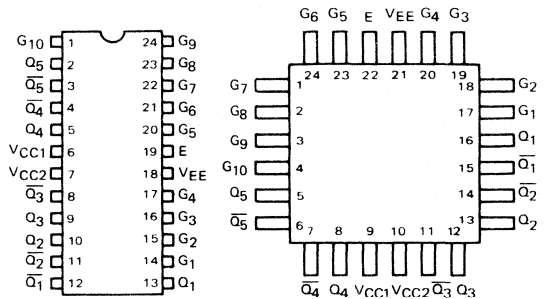 G10 1 24 G9
Q5 2 23 G8
Q̅5̅ 3 22 G7
Q̅4̅ 4 21 G6
Q4 5 20 G5
VCC1 6 19 E
VCC2 7 18 VEE
Q̅3̅ 8 17 G4
Q3 9 16 G3
Q2 10 15 G2
Q̅2̅ 11 14 G1
Q̅1̅ 12 13 Q1
G6 G5 E VEE G4 G3
24 23 22 21 20 19
G7 1 18 G2
G8 2 17 G1
G9 3 16 Q1
G10 4 15 Q̅1̅
Q5 5 14 Q̅2̅
Q̅5̅ 6 13 Q2
7 8 9 10 11 12
Q̅4̅ Q4 VCC1 VCC2 Q̅3̅ Q3